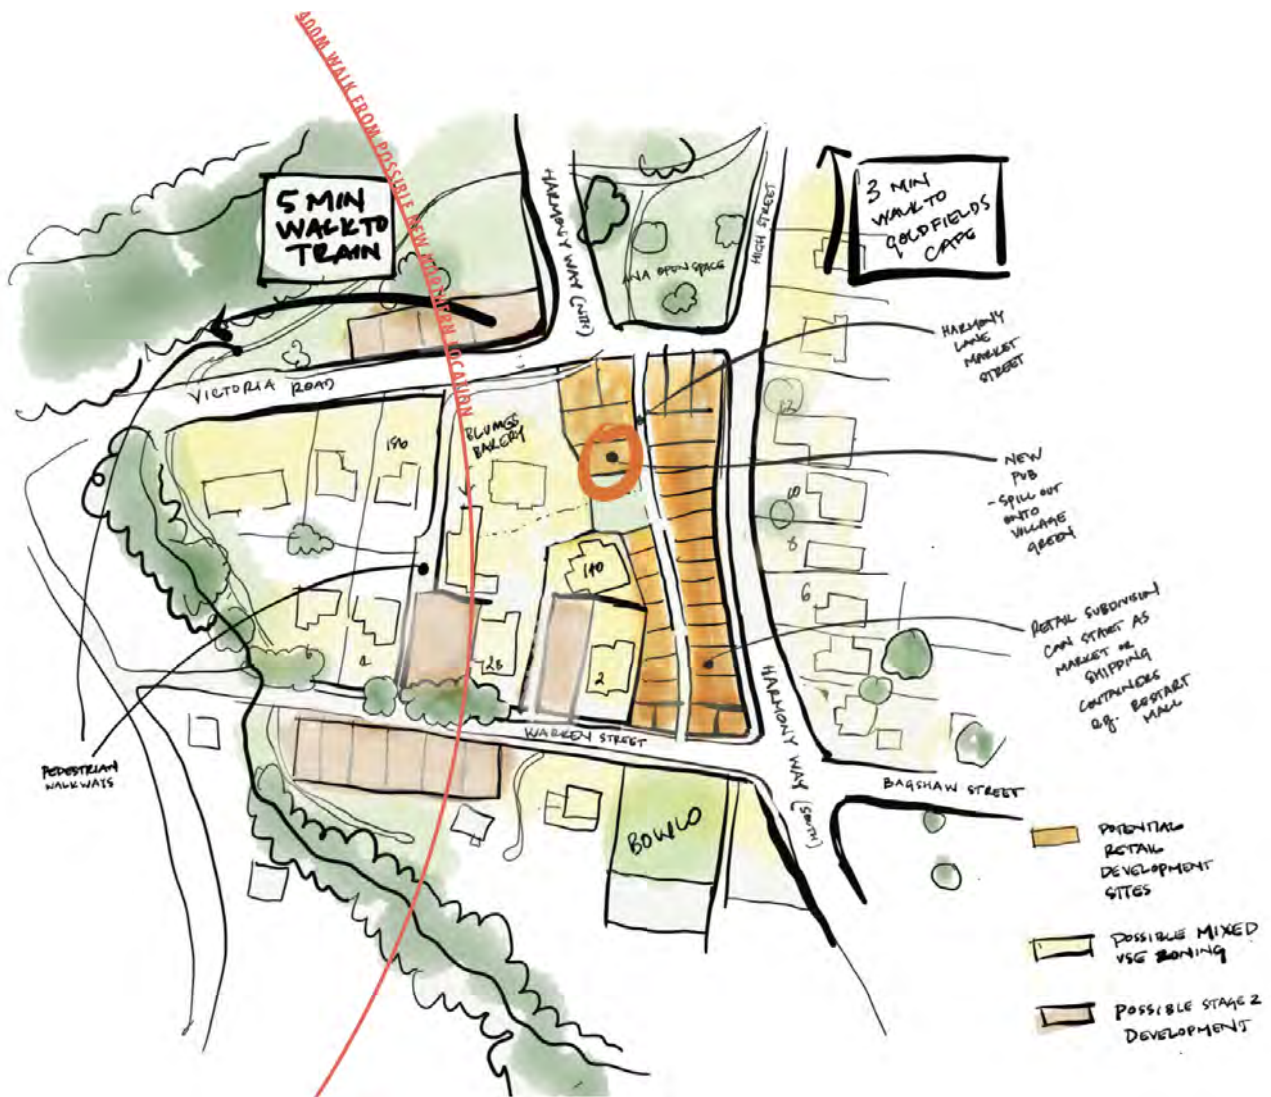 400M WALK FROM POSSIBLE NEW NORTHERN LOCATION
5 MIN
WALK TO
TRAIN
HARMONY WAY (NTH)
HIGH STREET
3 MIN
WALK TO
GOLDFIELDS
CAFE
OPEN SPACE
HARMONY
LANE
MARKET
STREET
VICTORIA ROAD
BLUMES
BAKERY
15b
12
NEW
PUB
- SPILL OUT
ONTO
VILLAGE
GREEN
10
8
6
140
RETAIL SUBDIVISION
CAN START AS
MARKET OR
SHIPPING
CONTAINERS
e.g. RESTART
MALL
4
2B
2
WARREN STREET
HARMONY WAY (SOUTH)
PEDESTRIAN
WALKWAYS
BAGSHAW STREET
BOWLO
POTENTIAL
RETAIL
DEVELOPMENT
SITES
POSSIBLE MIXED
USE ZONING
POSSIBLE STAGE 2
DEVELOPMENT